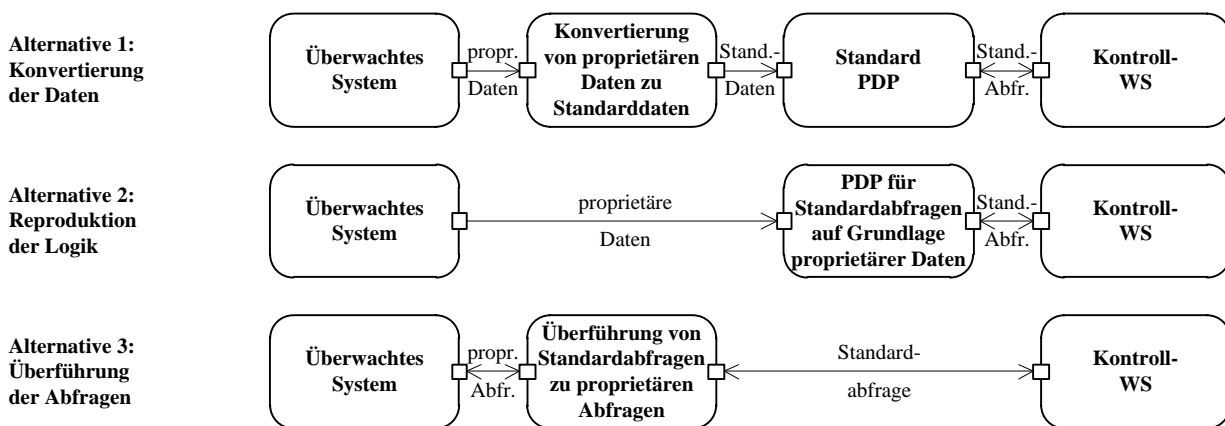 Alternative 1:
Konvertierung
der Daten
Überwachtes
System
propr.
Daten
Konvertierung
von proprietären
Daten zu
Standarddaten
Stand.-
Daten
Standard
PDP
Stand.-
Abfr.
Kontroll-
WS
Alternative 2:
Reproduktion
der Logik
Überwachtes
System
proprietäre
Daten
PDP für
Standardabfragen
auf Grundlage
proprietärer Daten
Stand.-
Abfr.
Kontroll-
WS
Alternative 3:
Überführung
der Abfragen
Überwachtes
System
propr.
Abfr.
Überführung von
Standardabfragen
zu proprietären
Abfragen
Standard-
abfrage
Kontroll-
WS